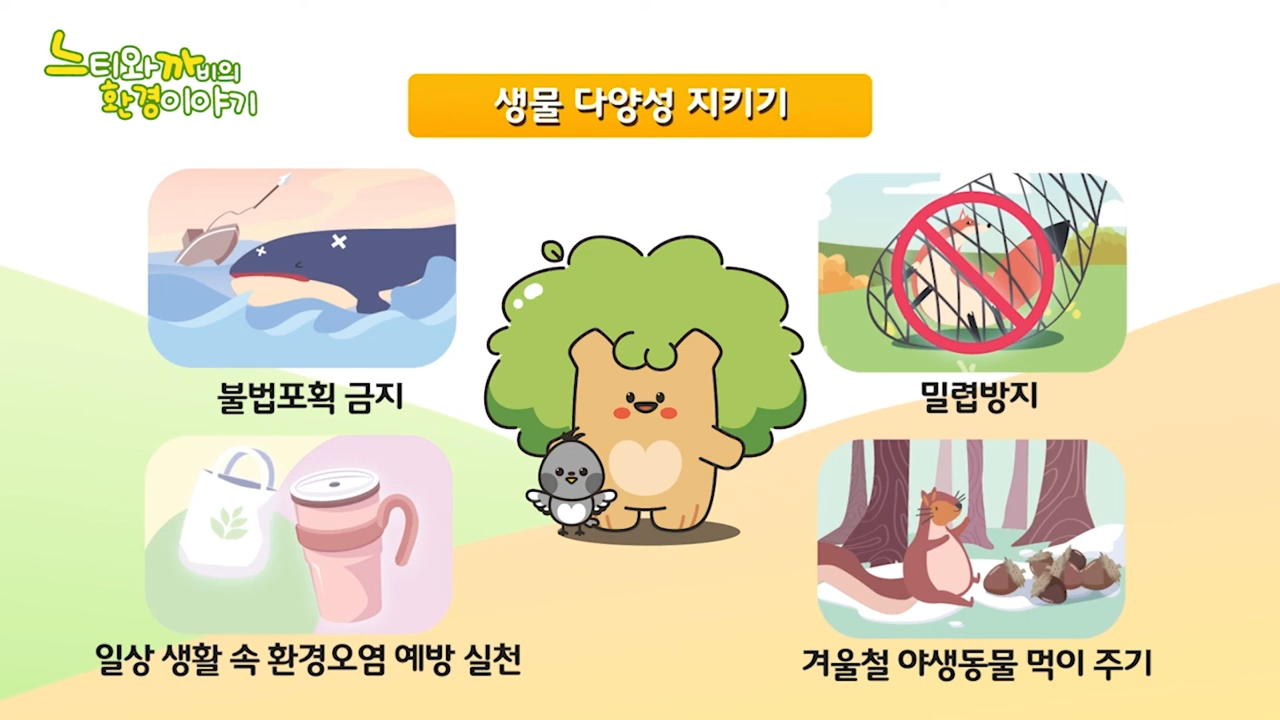 느티와까비의
환경이야기
생물 다양성 지키기
불법포획 금지
밀렵방지
일상 생활 속 환경오염 예방 실천
겨울철 야생동물 먹이 주기